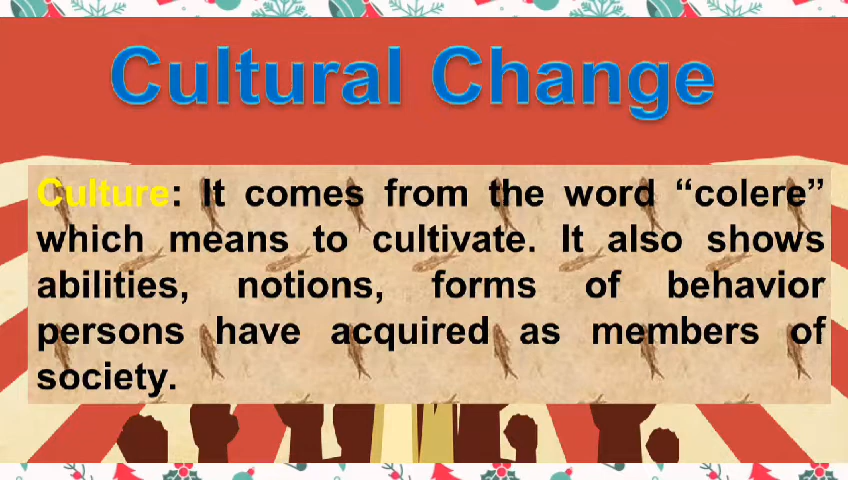 Cultural Change
Culture: It comes from the word “colere”
which means to cultivate. It also shows
abilities, notions, forms of behavior
persons have acquired as members of
society.